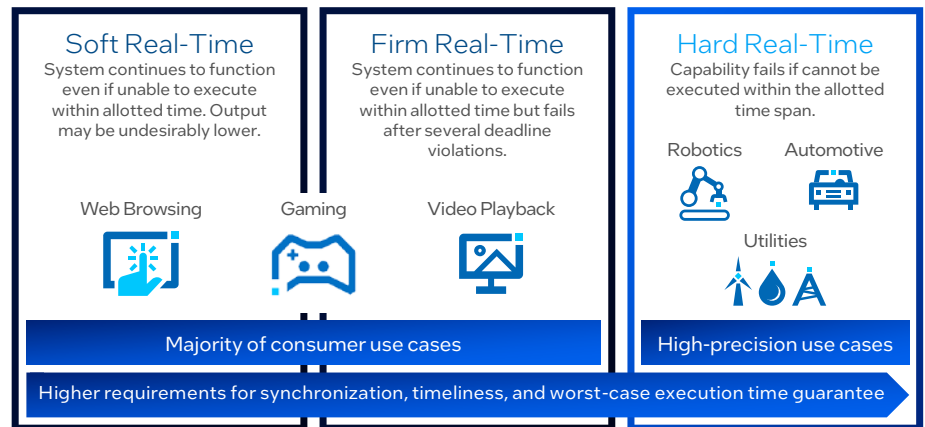 Soft Real-Time
System continues to function
even if unable to execute
within allotted time. Output
may be undesirably lower.
Firm Real-Time
System continues to function
even if unable to execute
within allotted time but fails
after several deadline
violations.
Hard Real-Time
Capability fails if cannot be
executed within the allotted
time span.
Robotics
Automotive
Web Browsing
Gaming
Video Playback
Utilities
Majority of consumer use cases
High-precision use cases
Higher requirements for synchronization, timeliness, and worst-case execution time guarantee